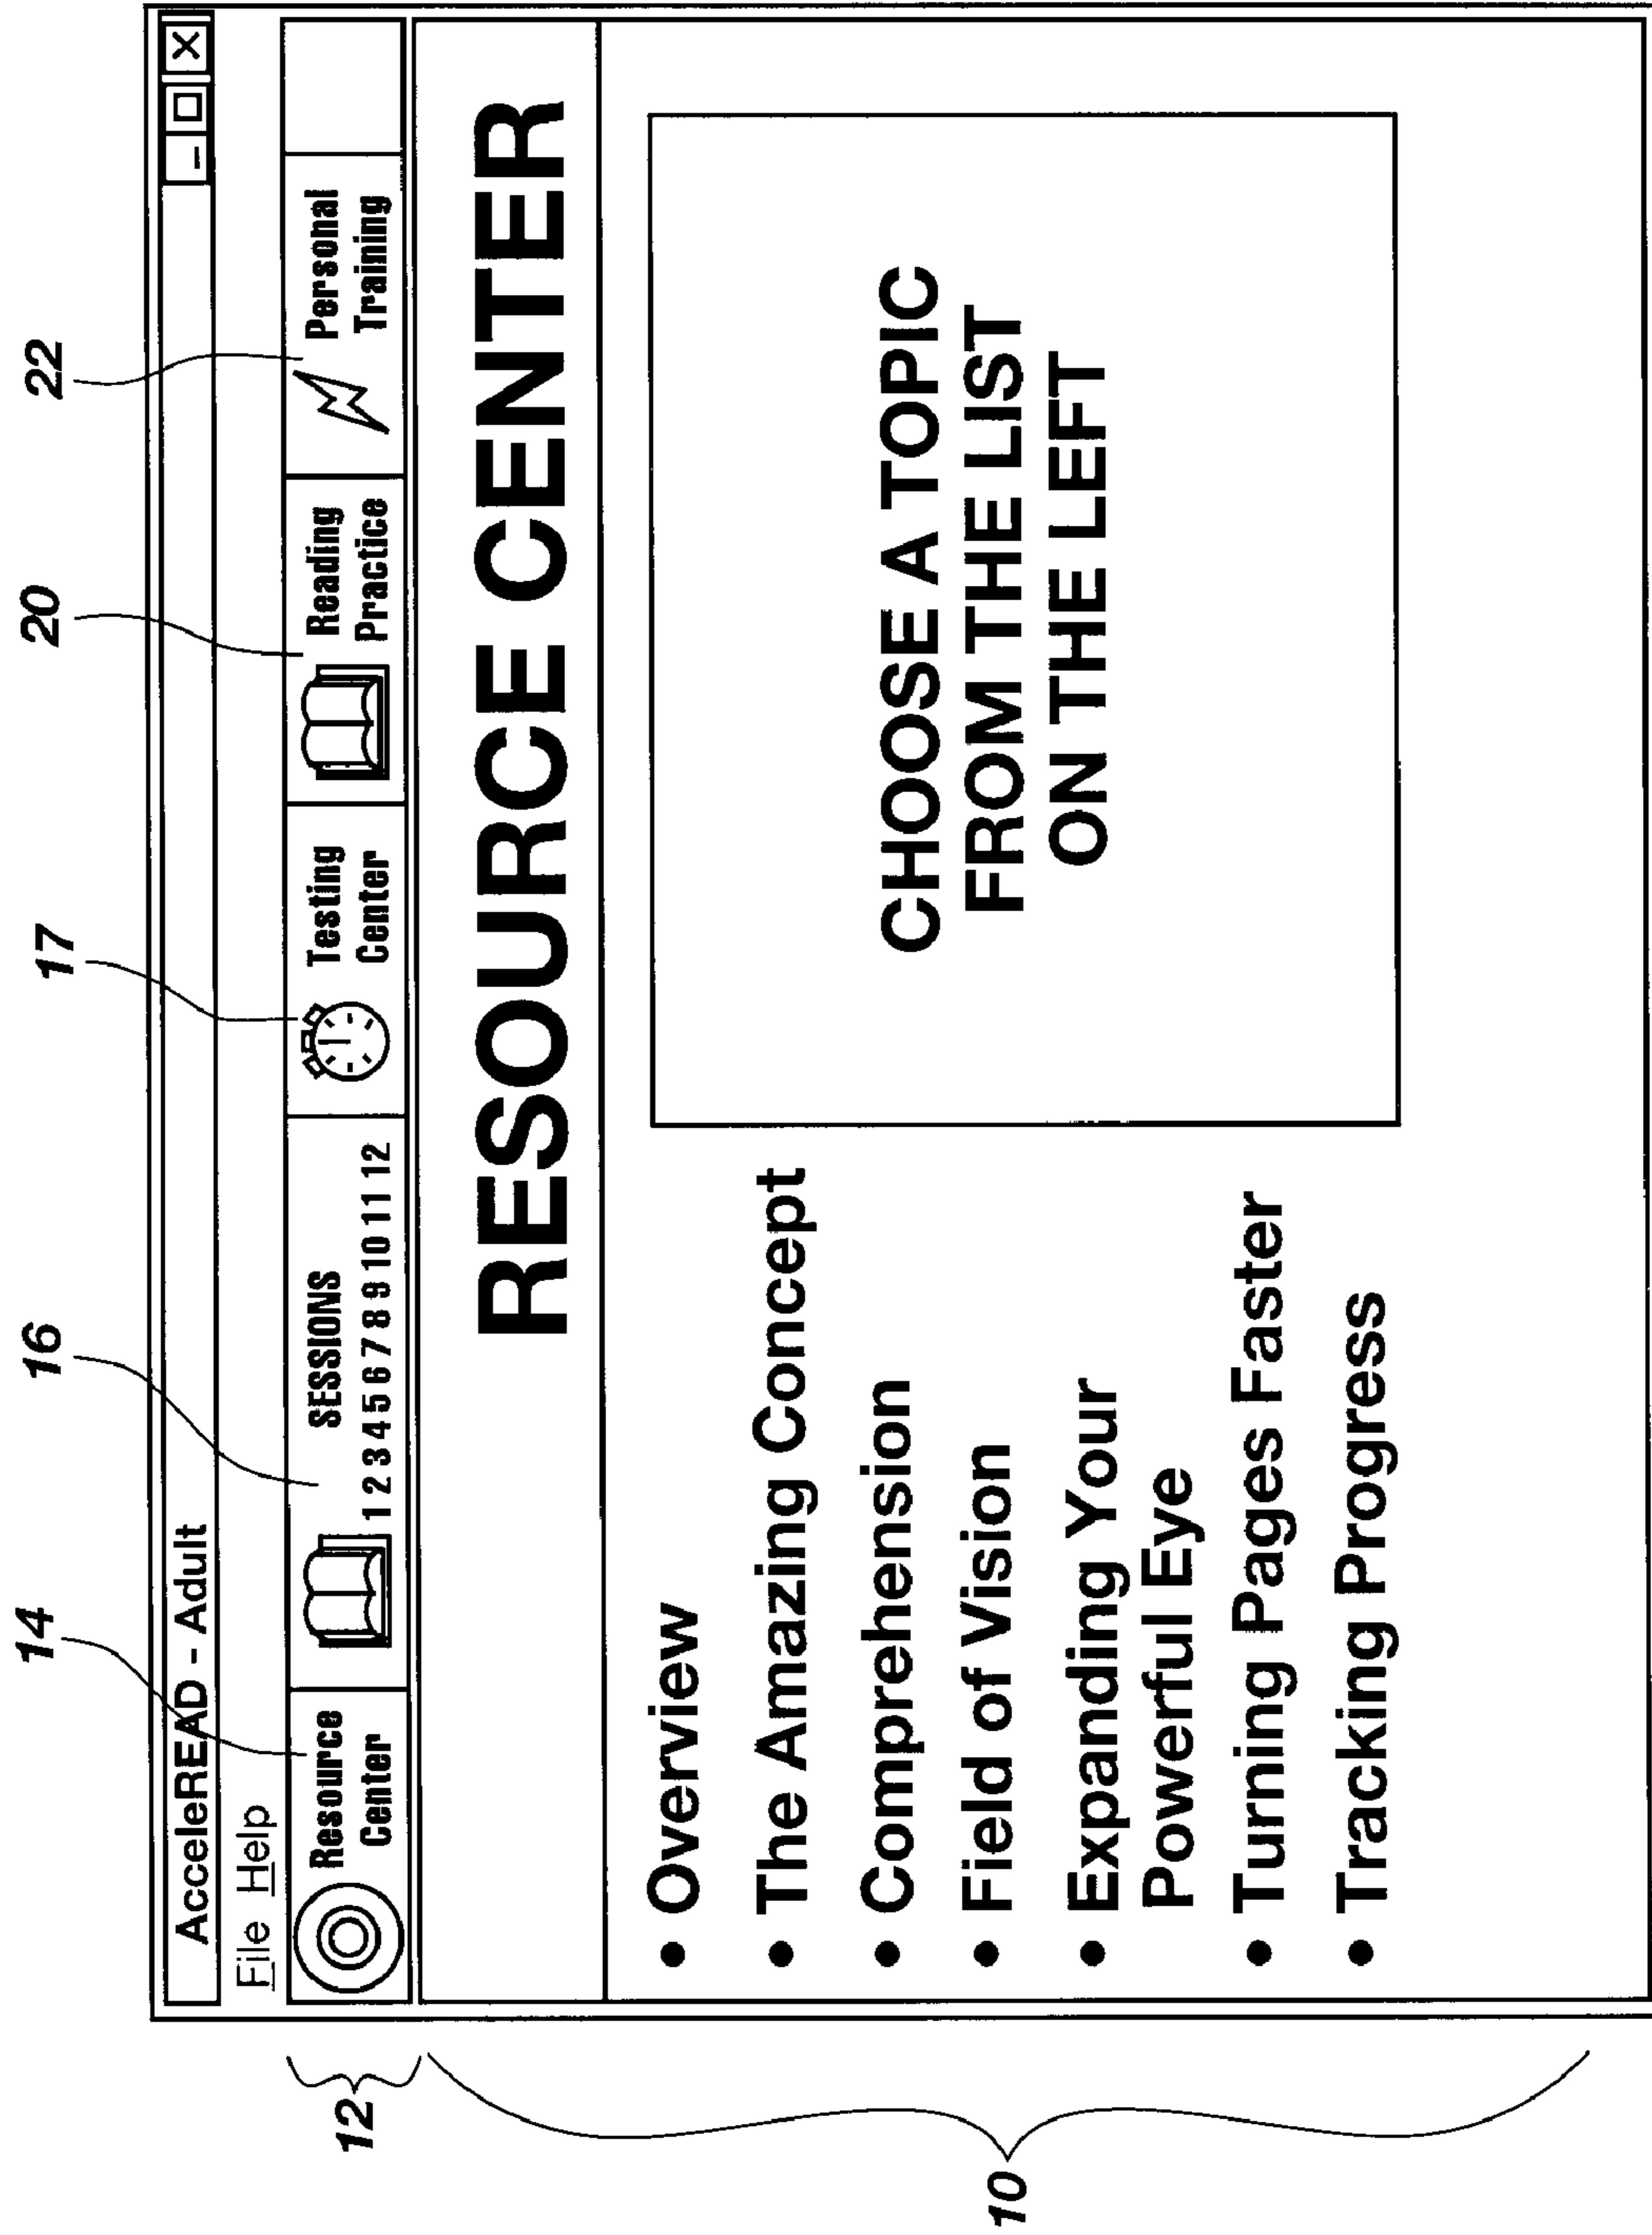 14
16
17
20
22
AcceleREAD - Adult
File Help
Resource
Center
SESSIONS
1 2 3 4 5 6 7 8 9 10 11 12
Testing
Center
Reading
Practice
Personal
Training
12
RESOURCE CENTER
10
• Overview
• The Amazing Concept
• Comprehension
• Field of Vision
• Expanding Your
Powerful Eye
• Turning Pages Faster
• Tracking Progress
CHOOSE A TOPIC
FROM THE LIST
ON THE LEFT